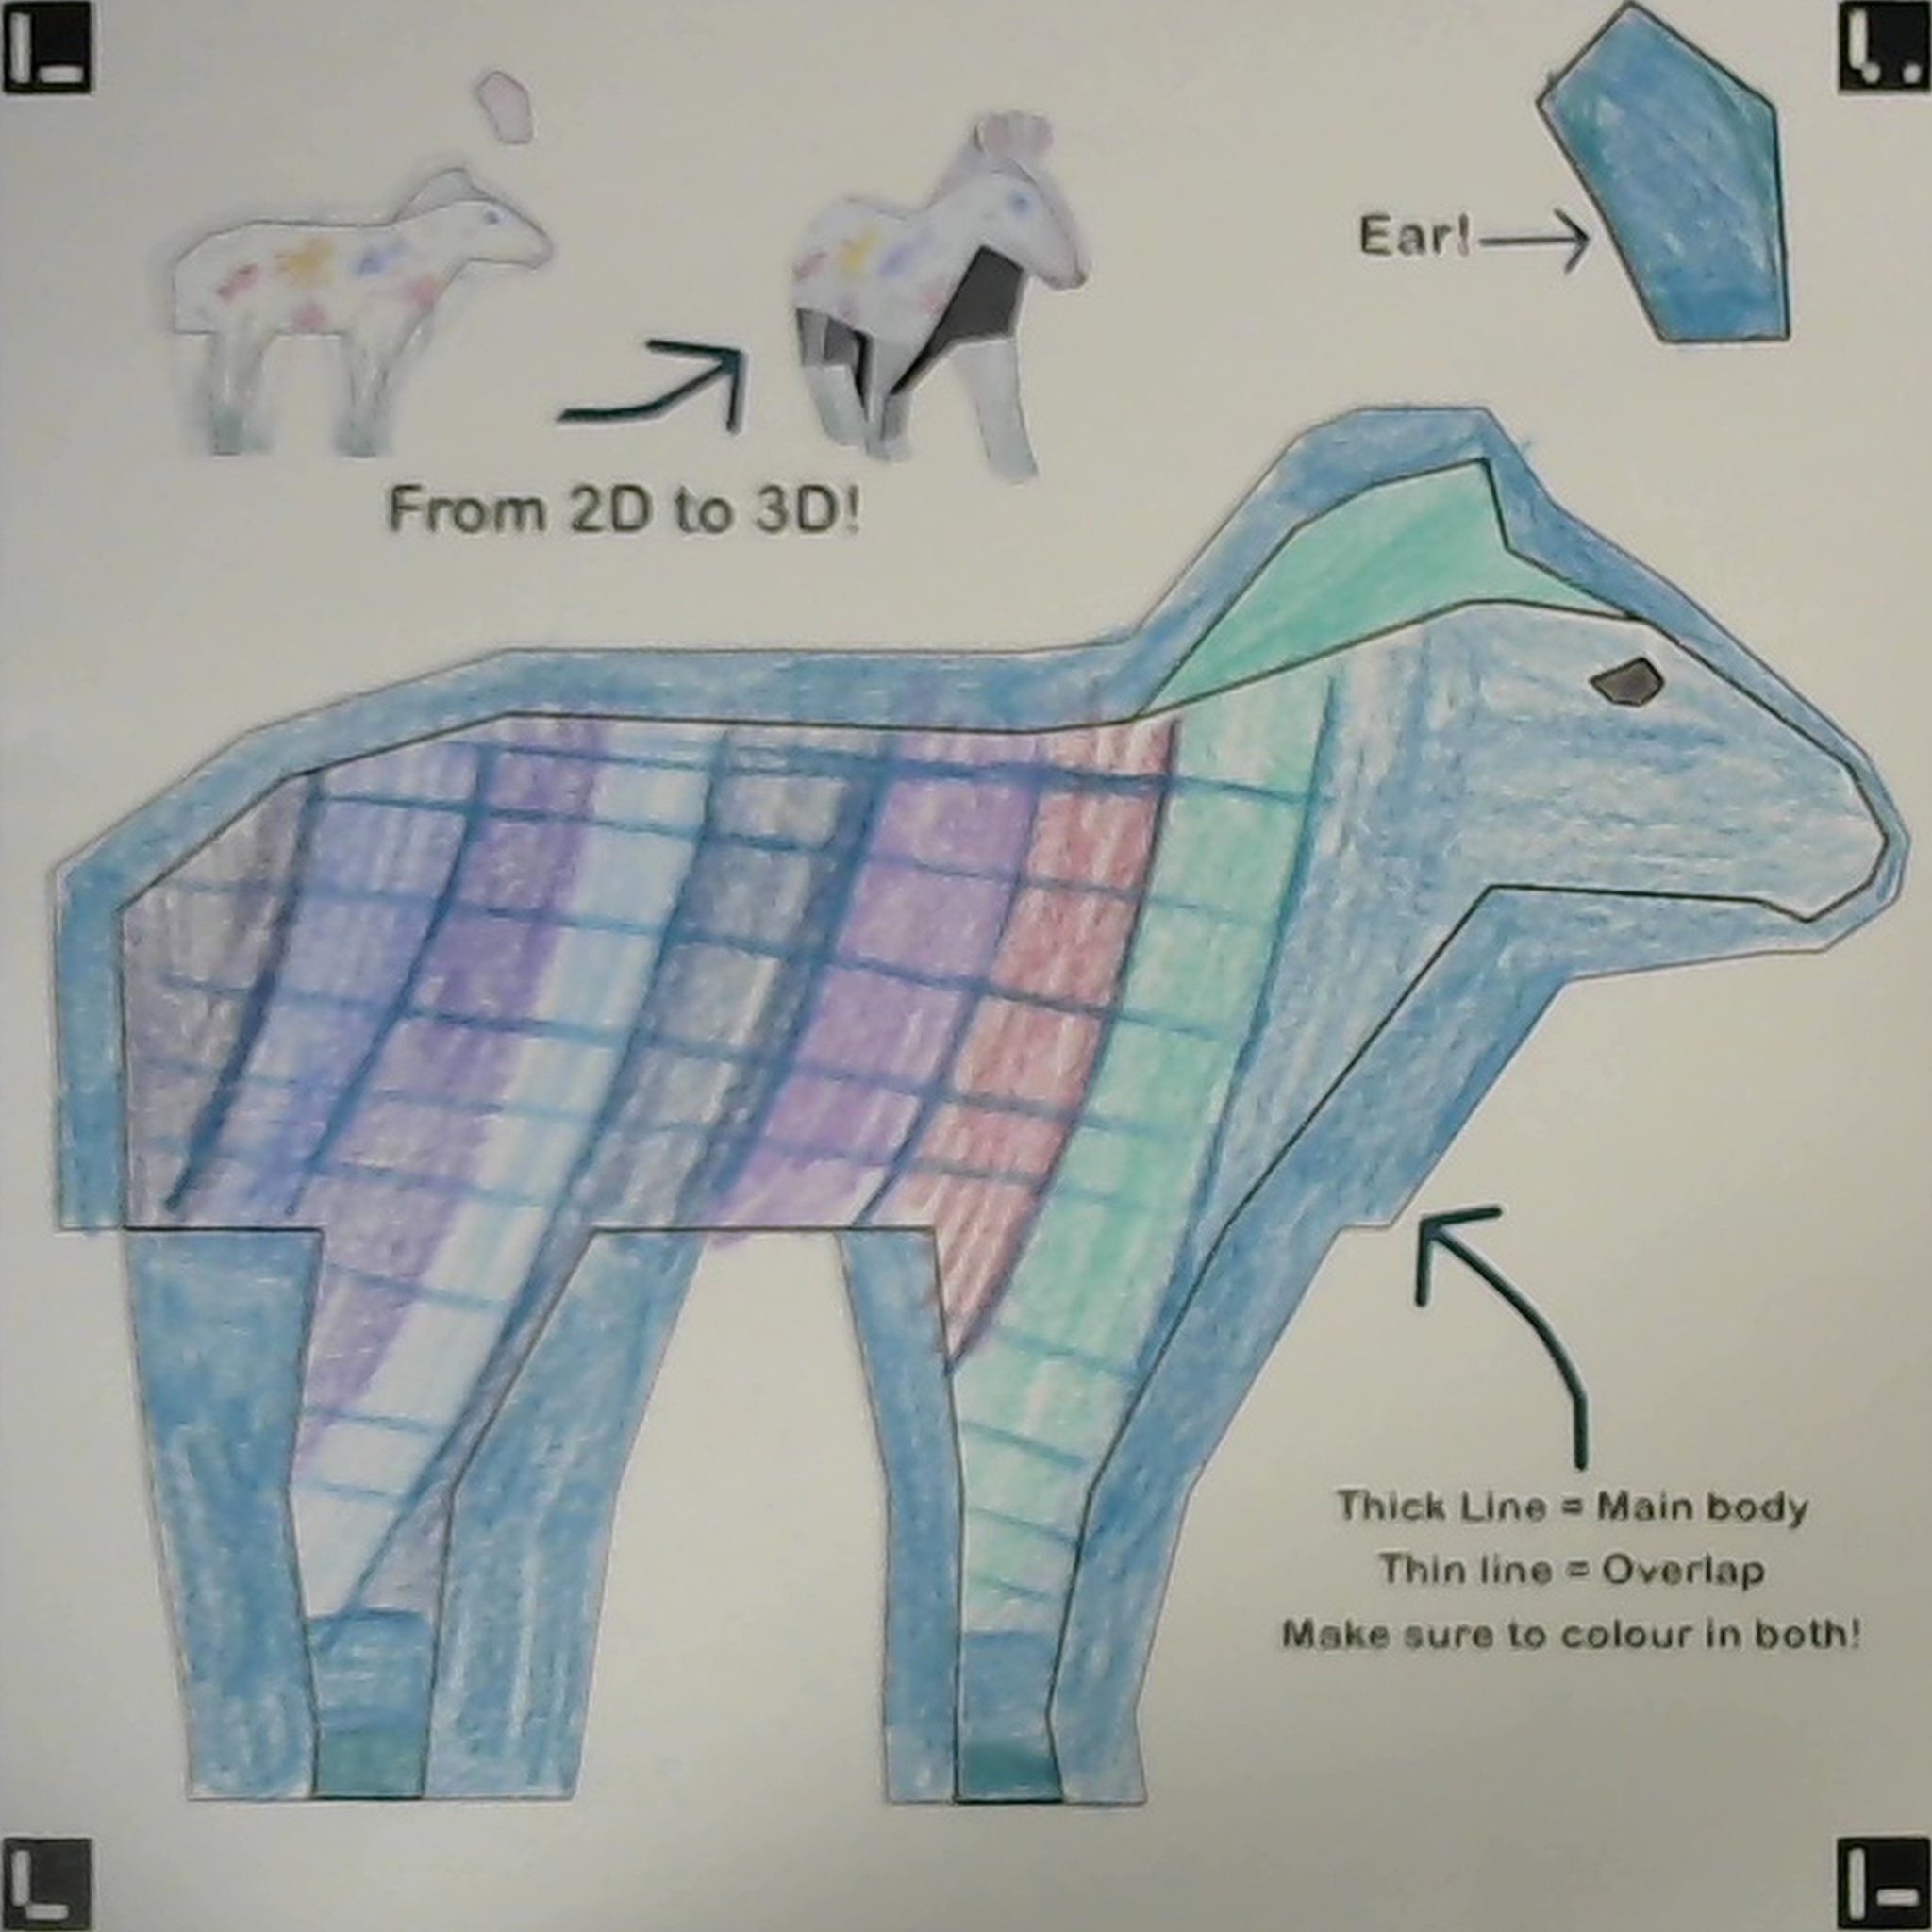 Ear!
From 2D to 3D!
Thick Line = Main body
Thin line = Overlap
Make sure to colour in both!